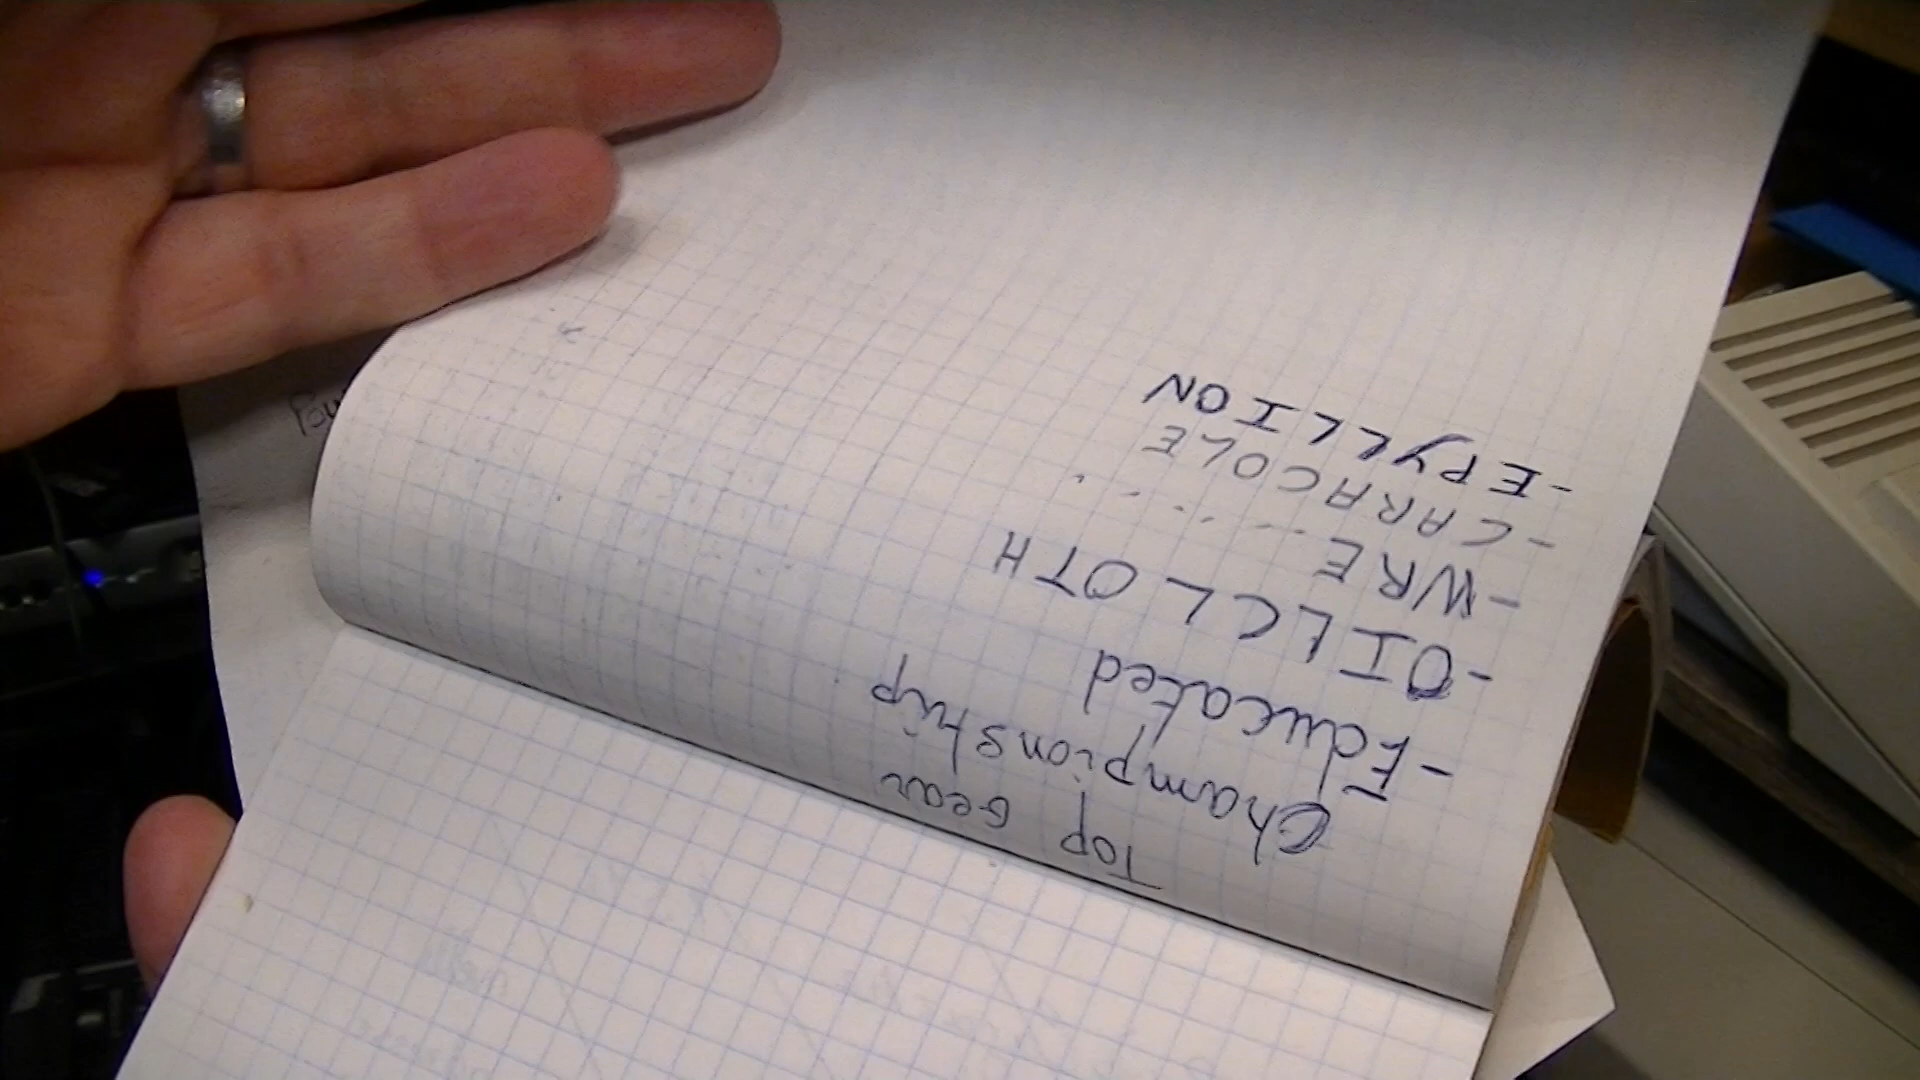 Top Gear
Championship
- Educated
- OILCLOTH
- WRE ......
- CARACOLE
- EPYLLION